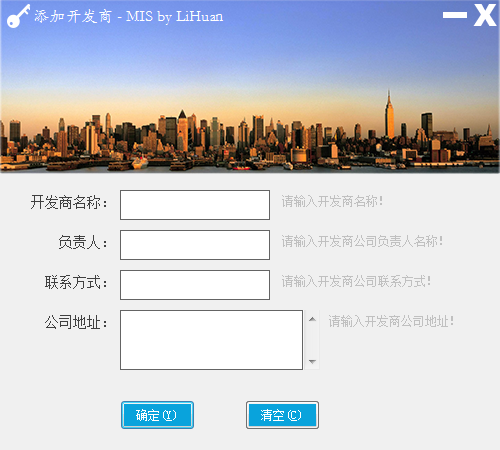 添加开发商 - MIS by LiHuan
开发商名称： 请输入开发商名称!
负责人： 请输入开发商公司负责人名称!
联系方式： 请输入开发商公司联系方式!
公司地址： 请输入开发商公司地址!
确定(Y) 清空(C)